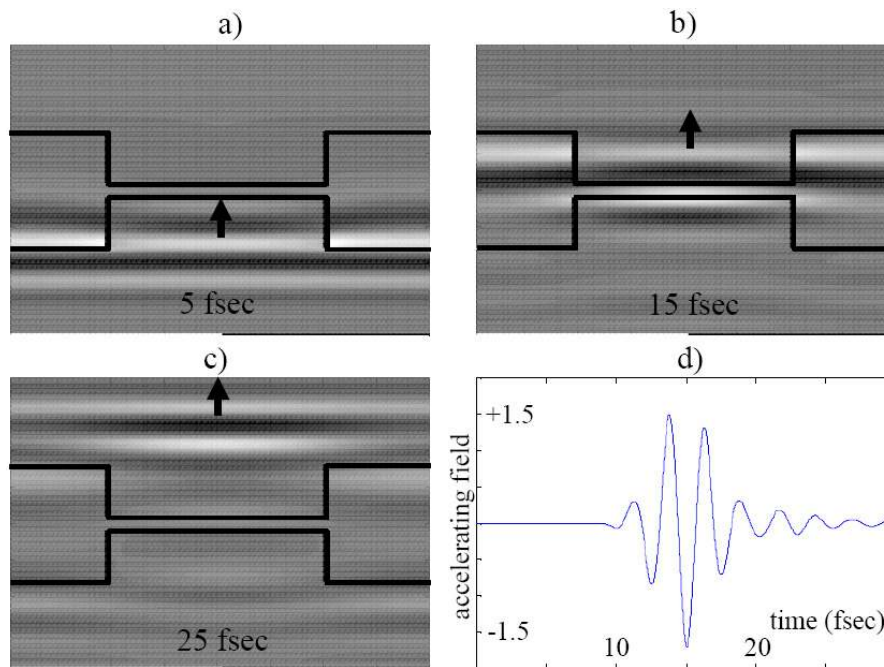 a)
b)
5 fsec
15 fsec
c)
d)
25 fsec
accelerating field
+1.5
-1.5
10
20
time (fsec)